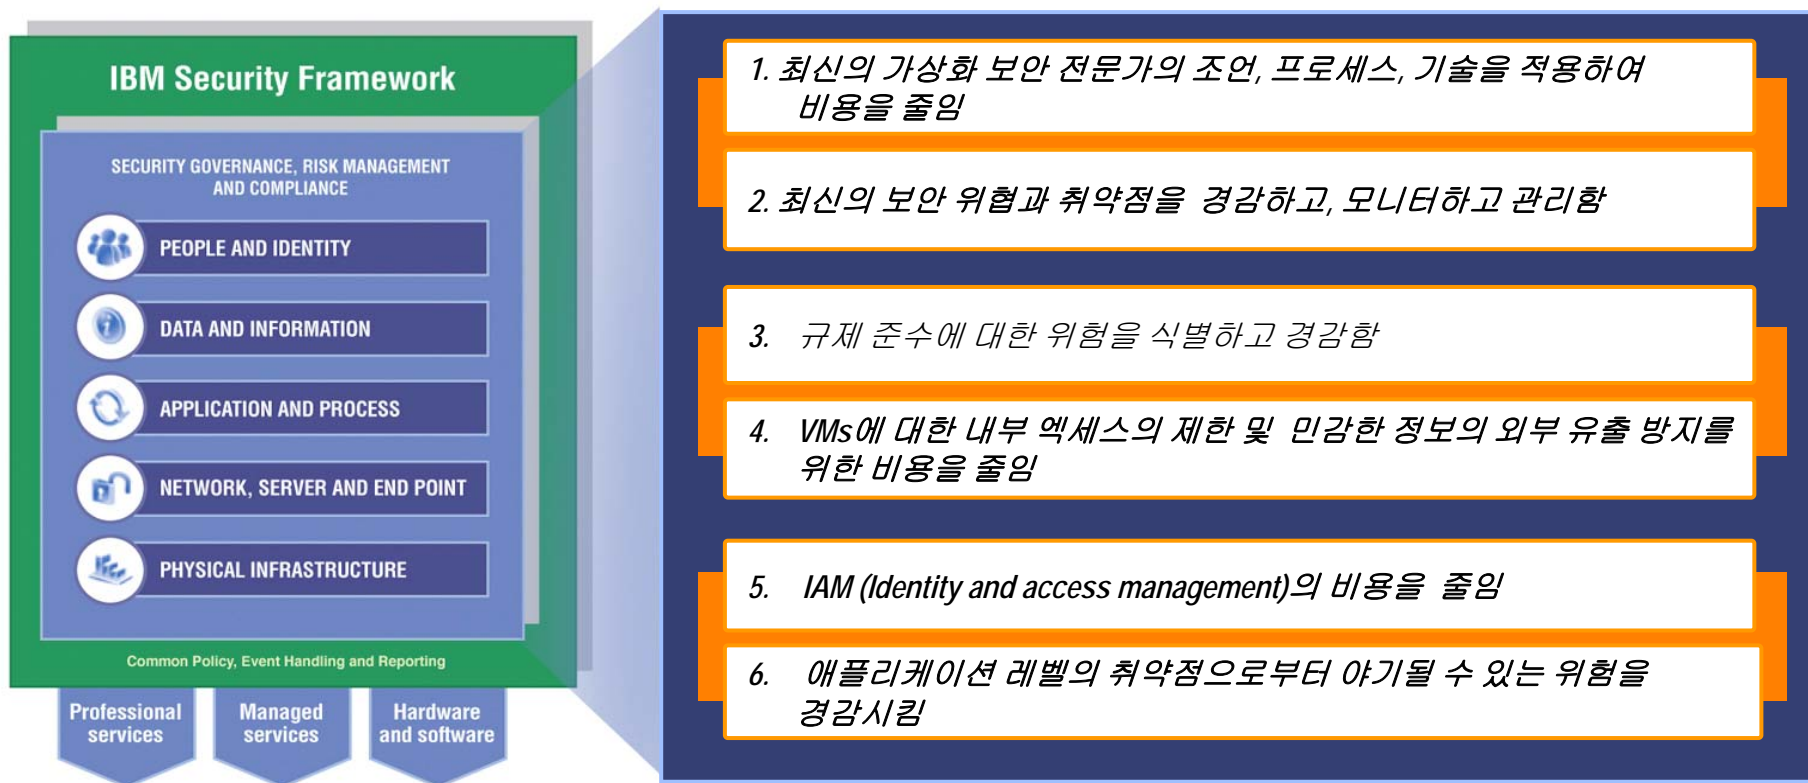 IBM Security Framework
SECURITY GOVERNANCE, RISK MANAGEMENT
AND COMPLIANCE
PEOPLE AND IDENTITY
DATA AND INFORMATION
APPLICATION AND PROCESS
NETWORK, SERVER AND END POINT
PHYSICAL INFRASTRUCTURE
Common Policy, Event Handling and Reporting
Professional
services
Managed
services
Hardware
and software
1. 최신의 가상화 보안 전문가의 조언, 프로세스, 기술을 적용하여
비용을 줄임
2. 최신의 보안 위협과 취약점을 경감하고, 모니터하고 관리함
3. 규제 준수에 대한 위험을 식별하고 경감함
4. VMs에 대한 내부 엑세스의 제한 및 민감한 정보의 외부 유출 방지를
위한 비용을 줄임
5. IAM (Identity and access management)의 비용을 줄임
6. 애플리케이션 레벨의 취약점으로부터 야기될 수 있는 위험을
경감시킴